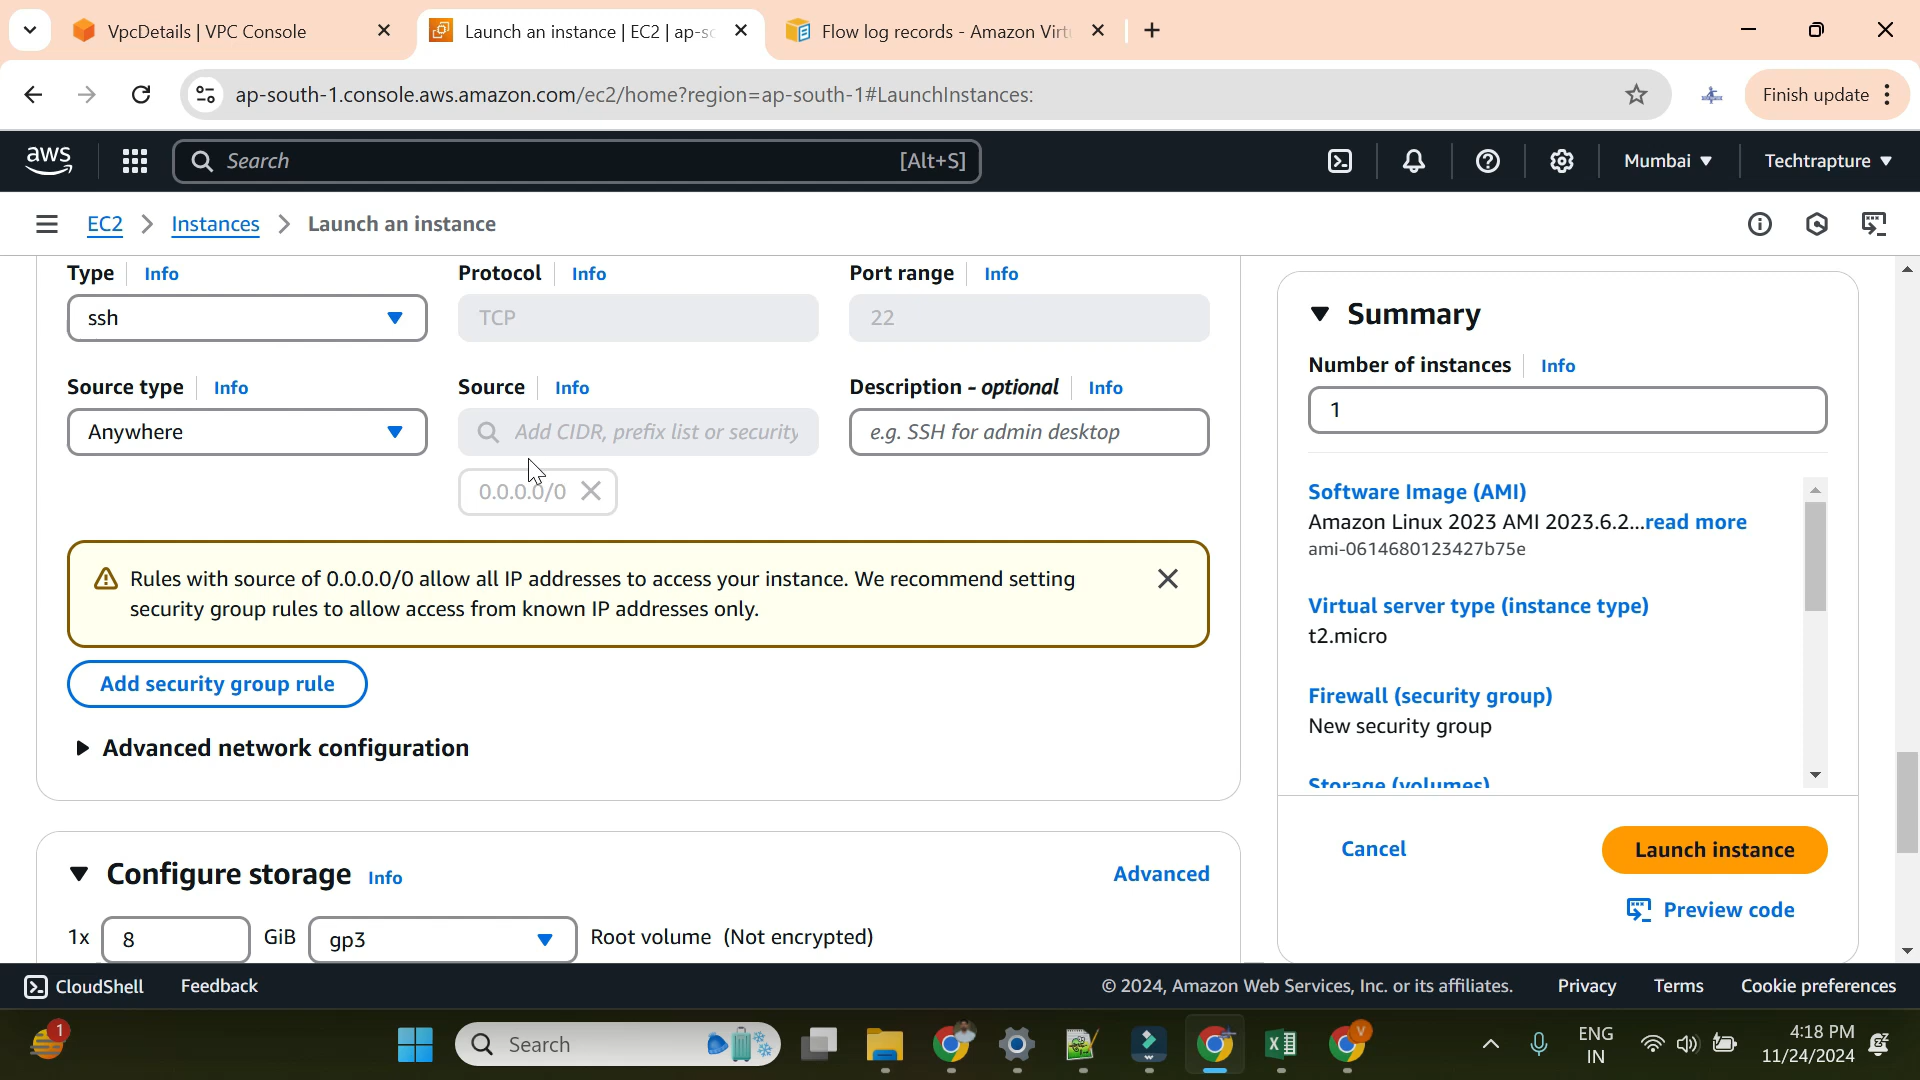 VpcDetails | VPC Console
Launch an instance | EC2 | ap-sc
Flow log records - Amazon Virt
ap-south-1.console.aws.amazon.com/ec2/home?region=ap-south-1#LaunchInstances:
Finish update
aws
Search
[Alt+S]
Mumbai
Techtrapture
EC2
Instances
Launch an instance
Type Info
Protocol Info
Port range Info
ssh
TCP
22
Source type Info
Source Info
Description - optional Info
Anywhere
Add CIDR, prefix list or security
e.g. SSH for admin desktop
0.0.0.0/0
Rules with source of 0.0.0.0/0 allow all IP addresses to access your instance. We recommend setting
security group rules to allow access from known IP addresses only.
Add security group rule
Advanced network configuration
Configure storage Info
Advanced
1x
8
GiB
gp3
Root volume (Not encrypted)
Summary
Number of instances Info
1
Software Image (AMI)
Amazon Linux 2023 AMI 2023.6.2...read more
ami-0614680123427b75e
Virtual server type (instance type)
t2.micro
Firewall (security group)
New security group
Storage (volumes)
Cancel
Launch instance
Preview code
CloudShell
Feedback
© 2024, Amazon Web Services, Inc. or its affiliates.
Privacy
Terms
Cookie preferences
1
Search
V
ENG
IN
4:18 PM
11/24/2024